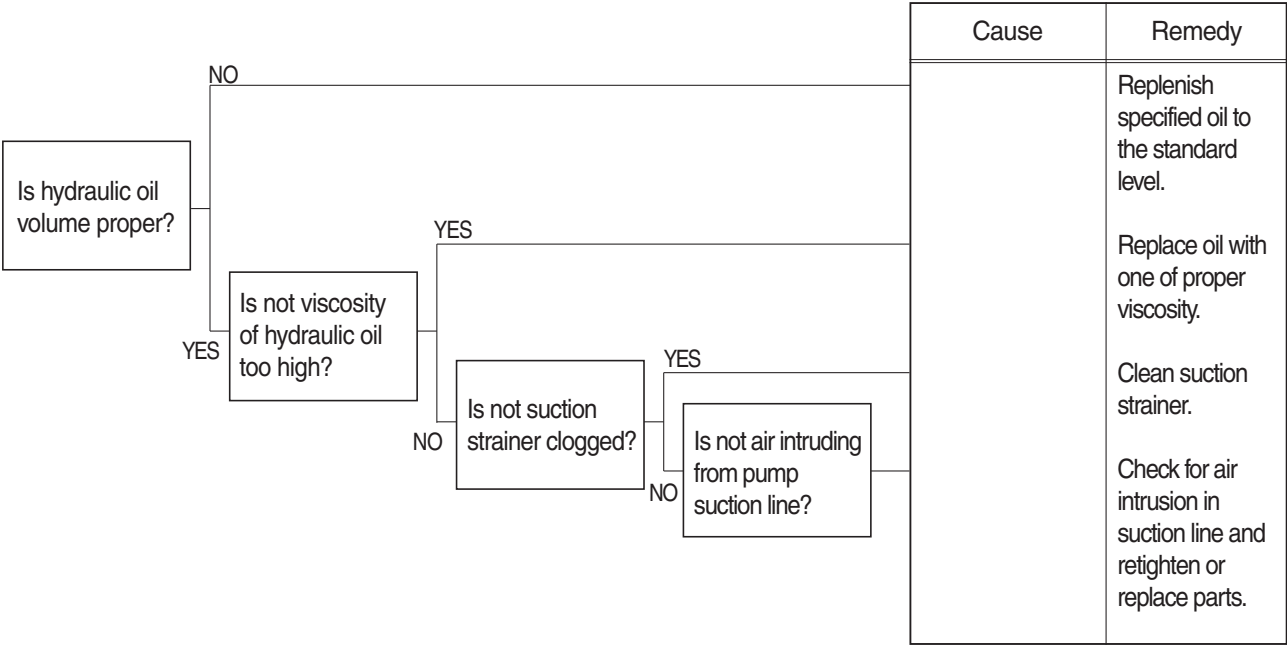 Cause
Remedy
NO
Is hydraulic oil
volume proper?
YES
Is not viscosity
of hydraulic oil
too high?
YES
NO
Is not suction
strainer clogged?
YES
NO
Is not air intruding
from pump
suction line?
Replenish
specified oil to
the standard
level.
Replace oil with
one of proper
viscosity.
Clean suction
strainer.
Check for air
intrusion in
suction line and
retighten or
replace parts.